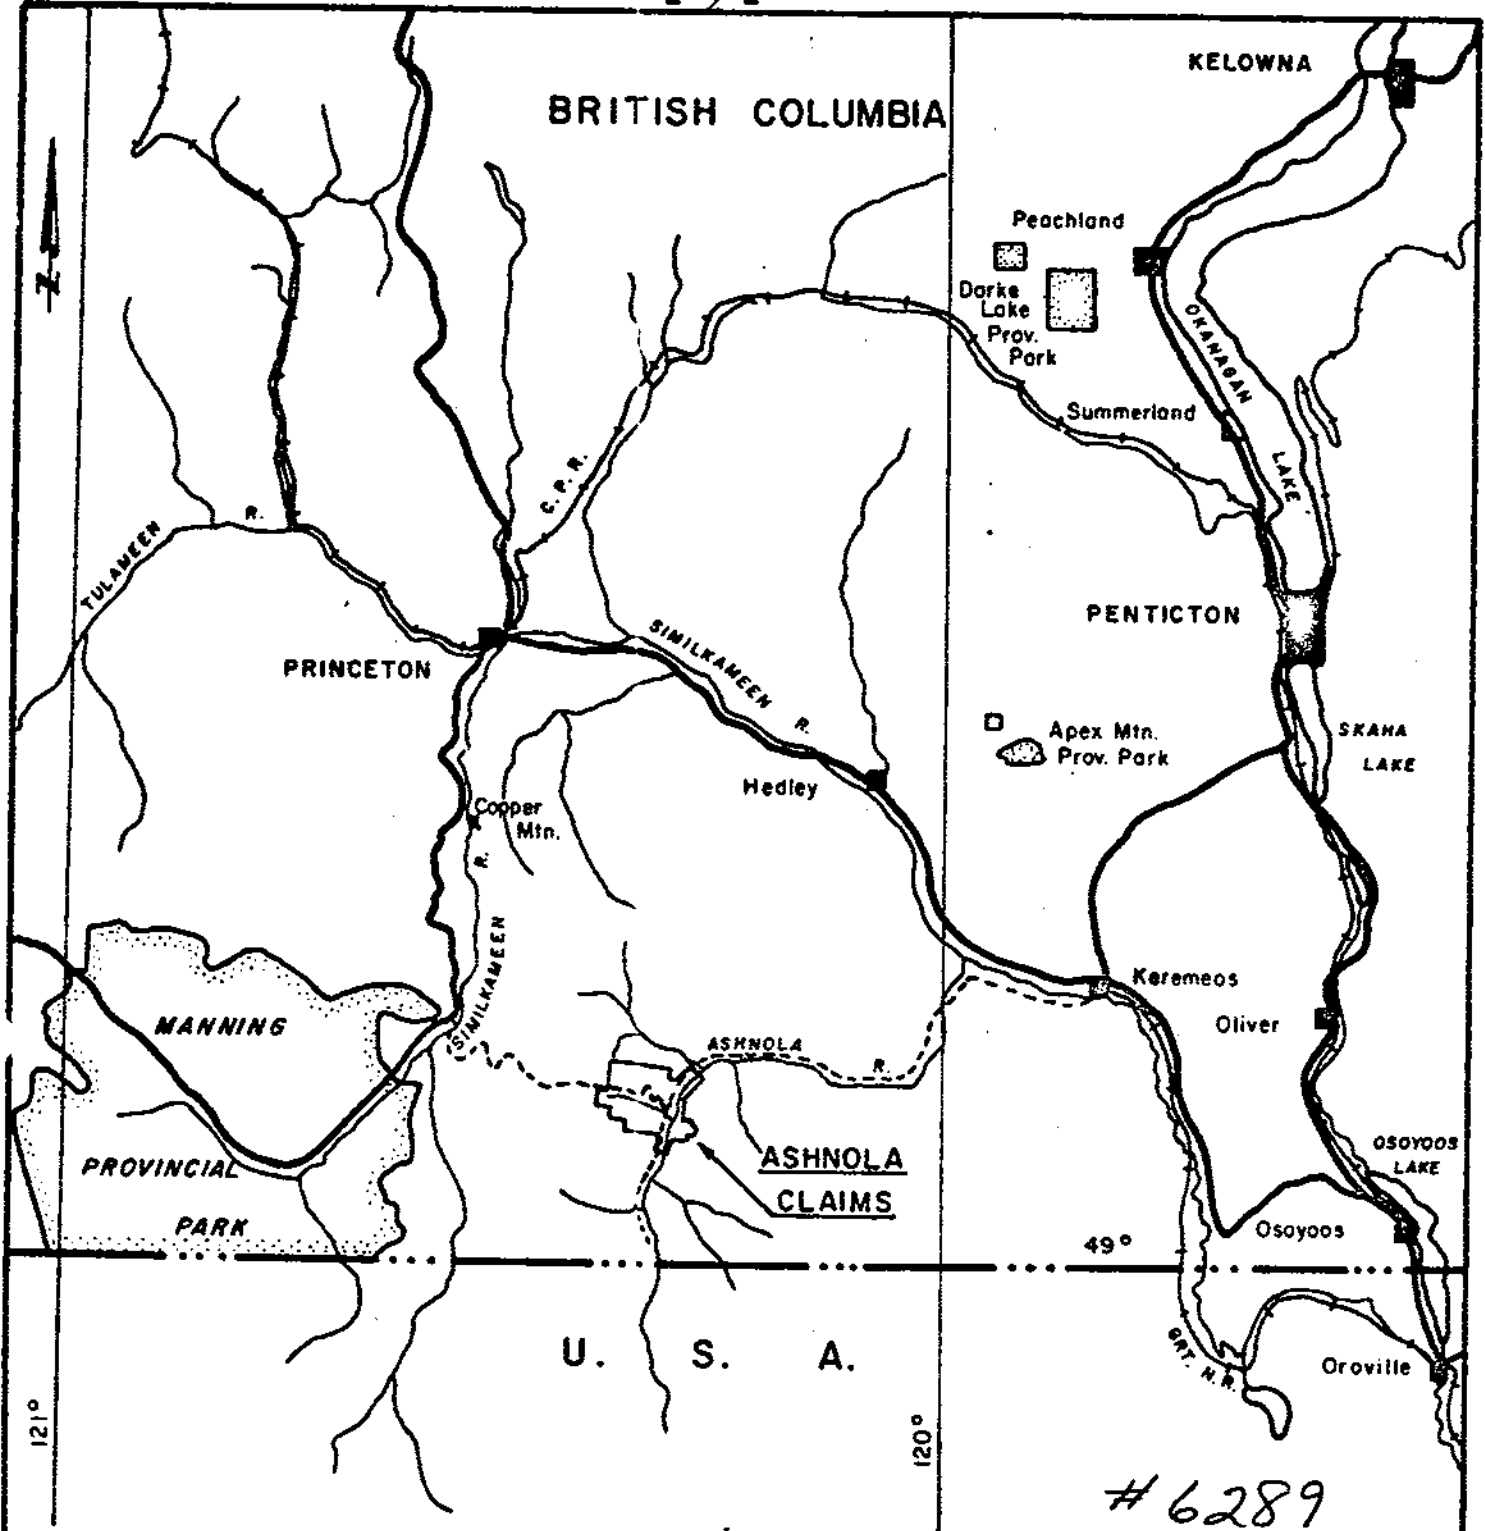 KELOWNA
BRITISH COLUMBIA
N
Peachland
Darke
Lake
Prov.
Park
OKANAGAN
LAKE
Summerland
C. P. R.
R.
TULAMEEN
PENTICTON
SIMILKAMEEN
R.
PRINCETON
Apex Mtn.
Prov. Park
SKAHA
LAKE
Hedley
Copper
Mtn.
R.
SIMILKAMEEN
Keremeos
Oliver
MANNING
ASHNOLA
R.
PROVINCIAL
PARK
ASHNOLA
CLAIMS
OSOYOOS
LAKE
Osoyoos
49°
U. S. A.
GRT. N.R.
Oroville
121°
120°
# 6289